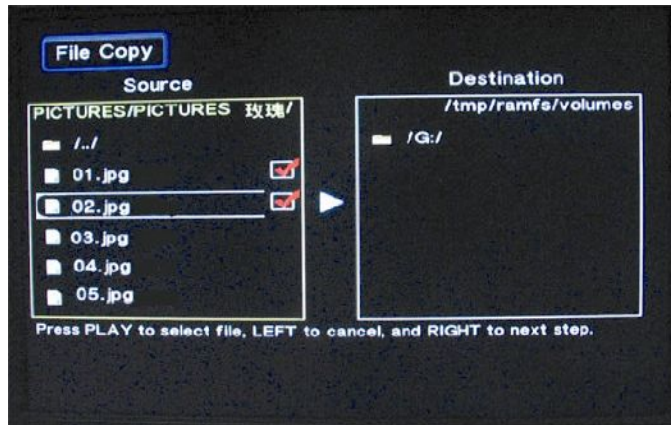 File Copy
Source
PICTURES/PICTURES 玫瑰/
/../
01.jpg
02.jpg
03.jpg
04.jpg
05.jpg
Destination
/tmp/ramfs/volumes
/G:/
Press PLAY to select file, LEFT to cancel, and RIGHT to next step.